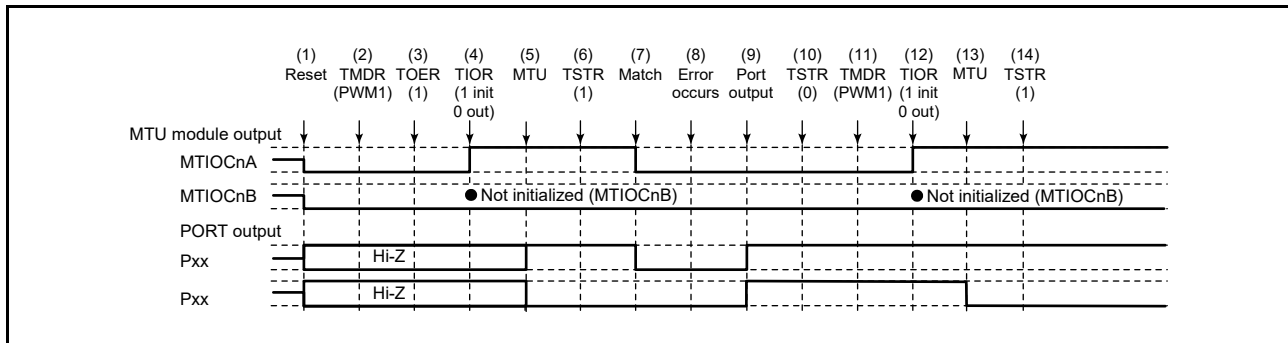 (1) (2) (3) (4) (5) (6) (7) (8) (9) (10) (11) (12) (13) (14)
Reset TMDR TOER TIOR MTU TSTR Match Error Port TSTR TMDR TIOR MTU TSTR
(PWM1) (1) (1 init (1) occurs output (0) (PWM1) (1 init (1)
0 out) 0 out)
MTU module output
MTIOCnA
MTIOCnB ● Not initialized (MTIOCnB) ● Not initialized (MTIOCnB)
PORT output
Pxx Hi-Z
Pxx Hi-Z